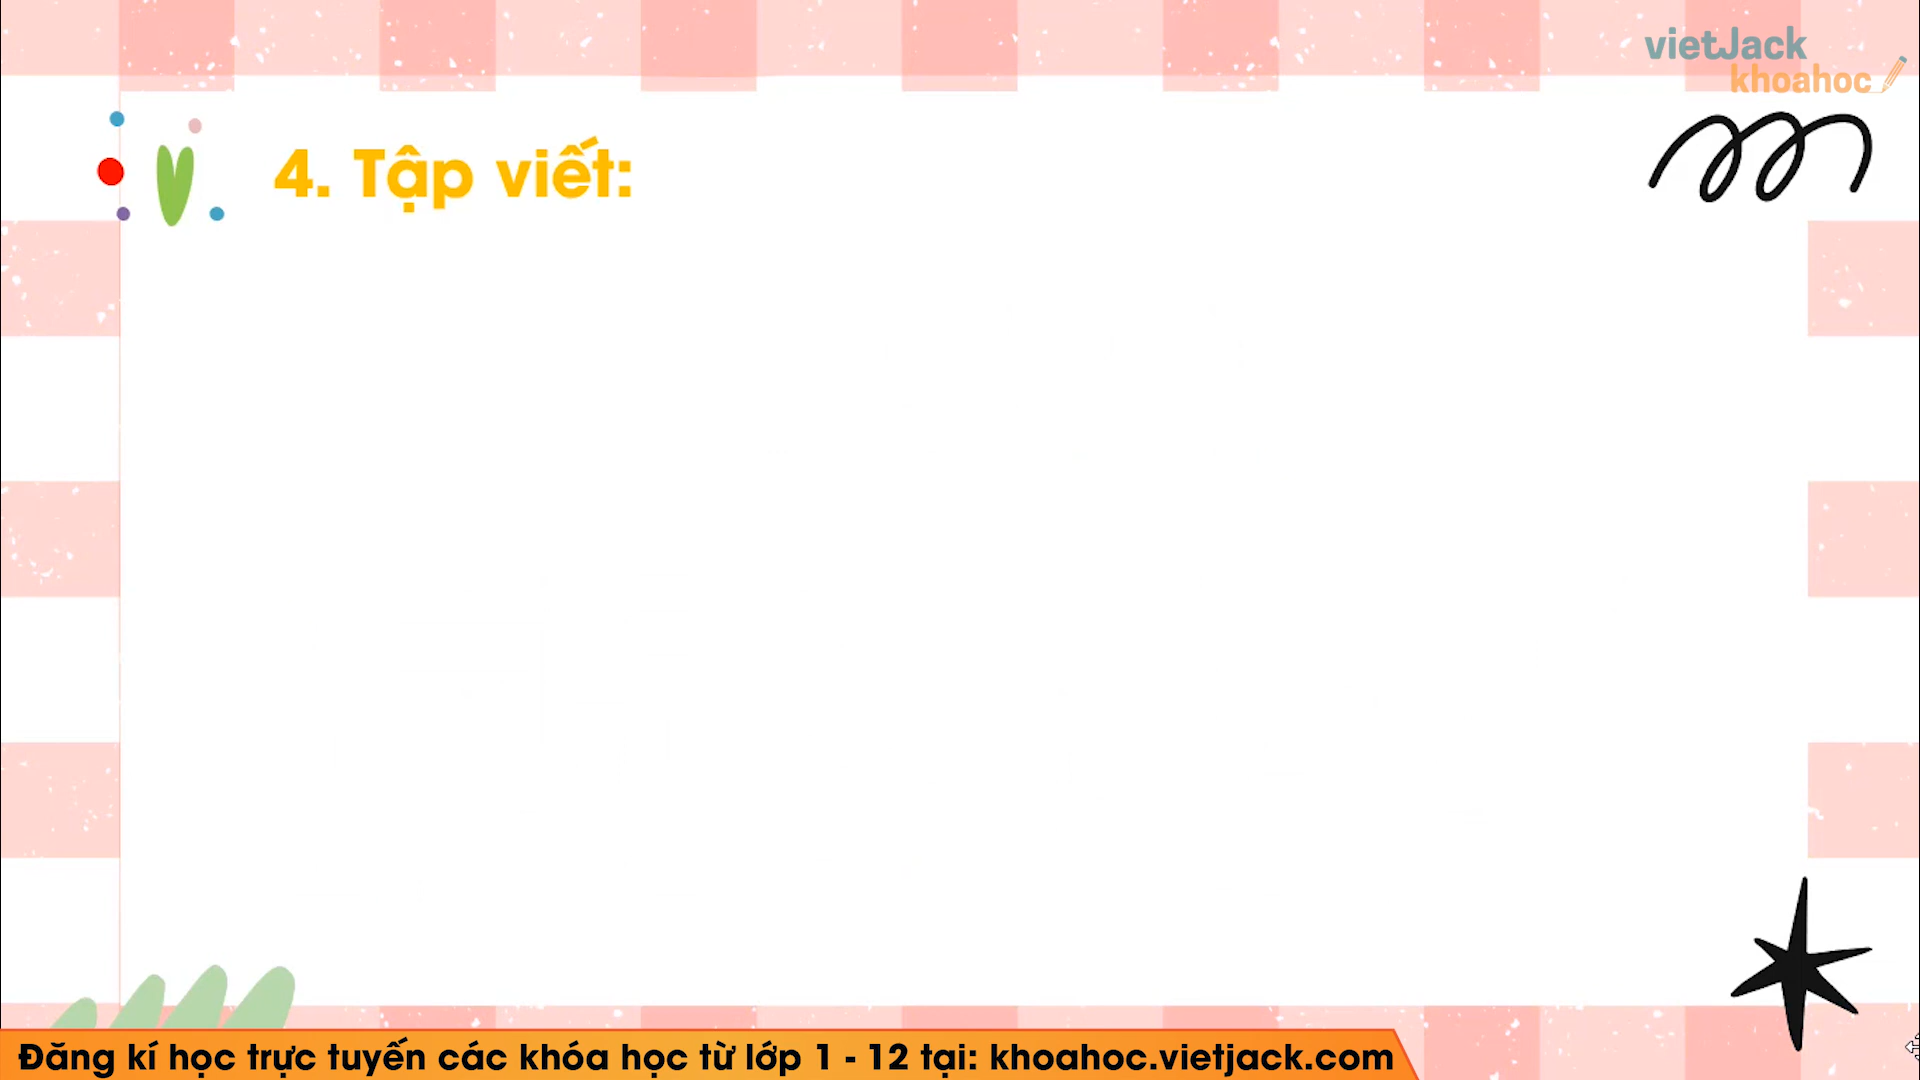 vietJack
khoahoc
4. Tập viết:
Đăng kí học trực tuyến các khóa học từ lớp 1 - 12 tại: khoahoc.vietjack.com